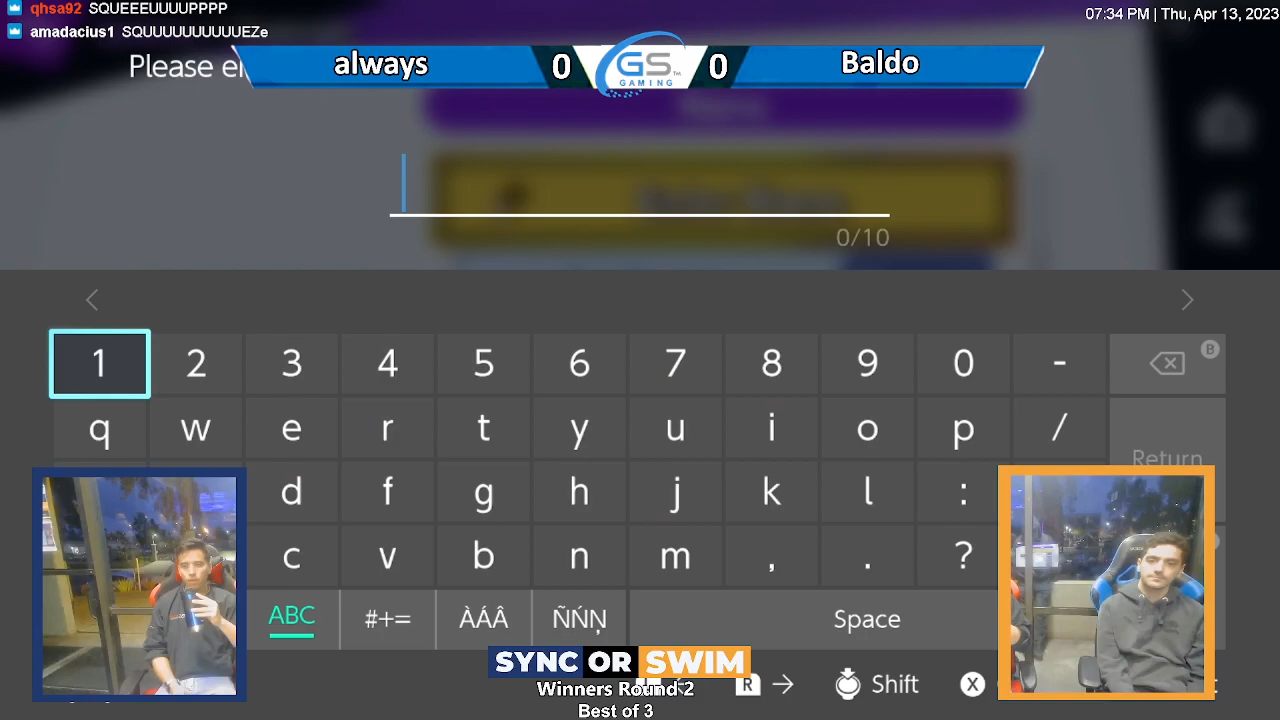 qhsa92 SQUEEEUUUUPPPP
07:34 PM | Thu, Apr 13, 2023
amadacius1 SQUUUUUUUUUUEZe
Please
always 0 GS™ GAMING 0 Baldo
0/10
1 2 3 4 5 6 7 8 9 0 - B
q w e r t y u i o p / Return
d f g h j k l :
c v b n m , . ?
ABC #+= ÀÁÂ ÑŃŅ Space
SYNC OR SWIM
R Shift X
Winners Round 2
Best of 3